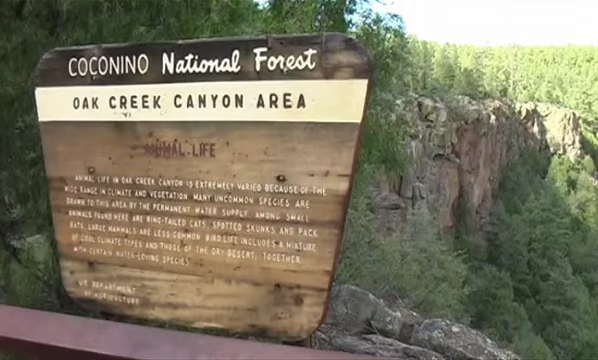 COCONINO National Forest
OAK CREEK CANYON AREA
ANIMAL LIFE
ANIMAL LIFE IN OAK CREEK CANYON IS EXTREMELY VARIED BECAUSE OF THE
WIDE RANGE IN CLIMATE AND VEGETATION. MANY UNCOMMON SPECIES ARE
DRAWN TO THIS AREA BY THE PERMANENT WATER SUPPLY. AMONG SMALL
ANIMALS FOUND HERE ARE RING-TAILED CATS, SPOTTED SKUNKS AND PACK
RATS. LARGE MAMMALS ARE LESS COMMON. BIRD LIFE INCLUDES A MIXTURE
OF COOL CLIMATE TYPES AND THOSE OF THE DRY DESERT, TOGETHER
WITH CERTAIN WATER-LOVING SPECIES.
U.S. DEPARTMENT
OF AGRICULTURE